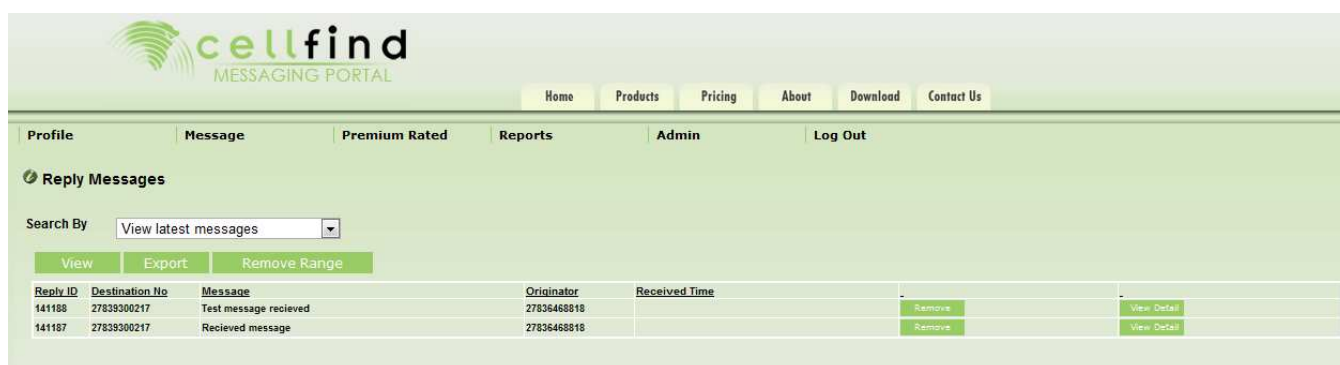 cellfind
MESSAGING PORTAL
Home Products Pricing About Download Contact Us
Profile Message Premium Rated Reports Admin Log Out
Reply Messages
Search By View latest messages
View Export Remove Range
Reply ID Destination No Message Originator Received Time
141188 27839300217 Test message recieved 27836468818 Remove View Detail
141187 27839300217 Recieved message 27836468818 Remove View Detail